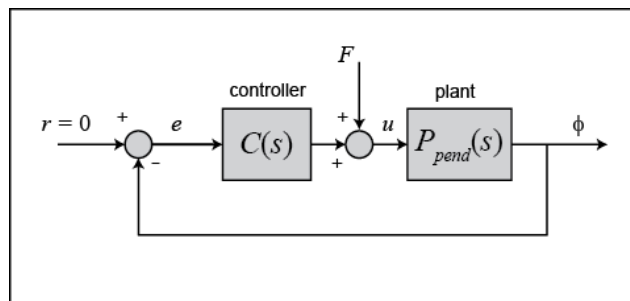 F
controller
plant
r = 0
+
e
C(s)
+
u
P_pend(s)
ϕ
−
+